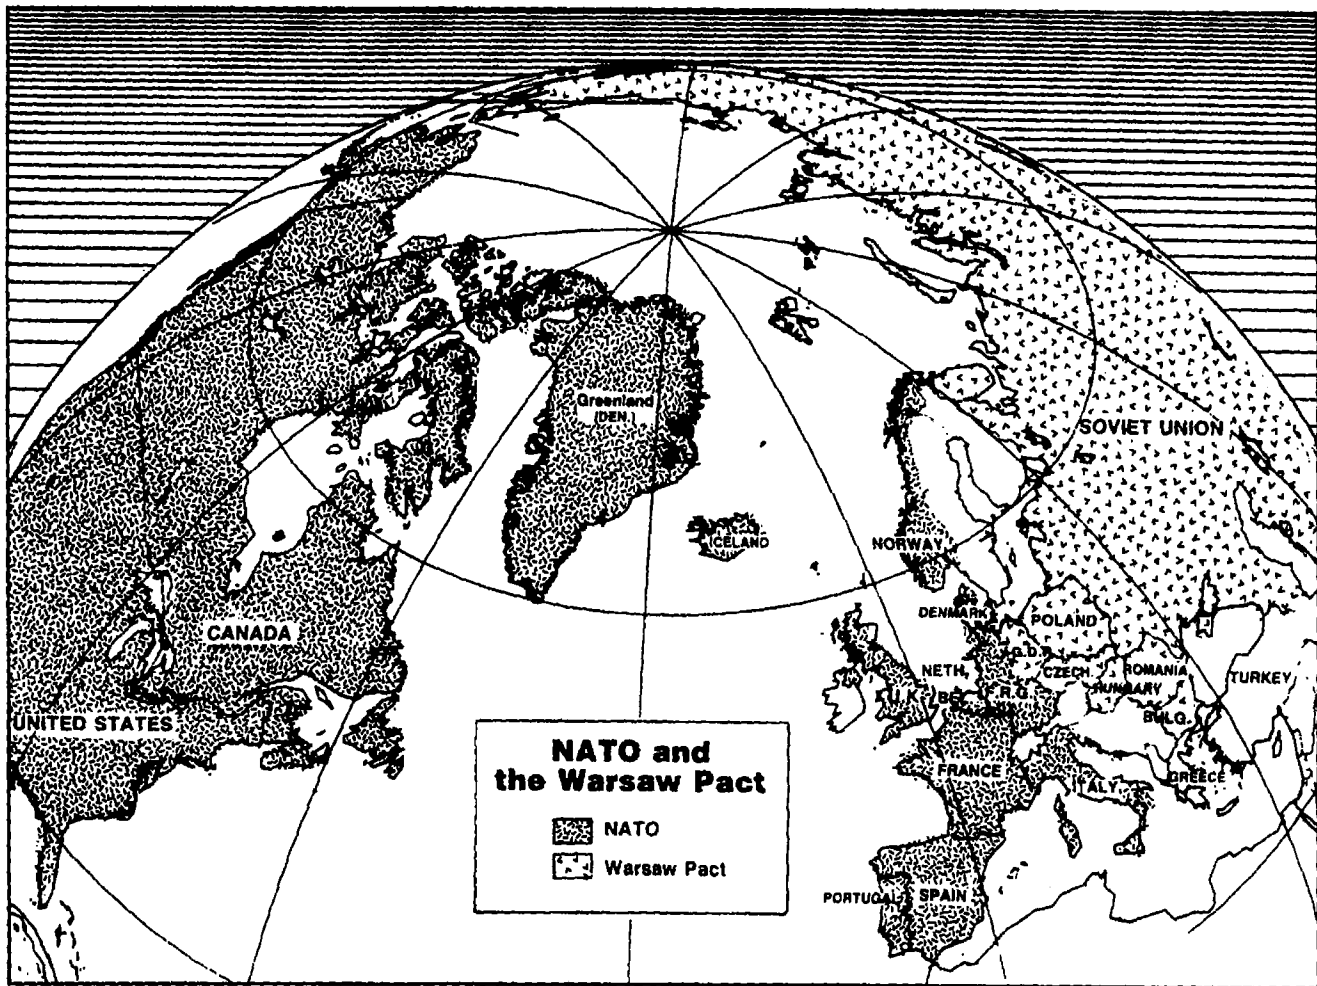 Greenland
(DEN.)
SOVIET UNION
ICELAND
NORWAY
DENMARK
POLAND
CANADA
G.D.R.
NETH.
CZECH.
ROMANIA
HUNGARY
TURKEY
U.K.
BEL.
F.R.G.
BULG.
UNITED STATES
FRANCE
ITALY
GREECE
PORTUGAL
SPAIN
NATO and
the Warsaw Pact
NATO
Warsaw Pact